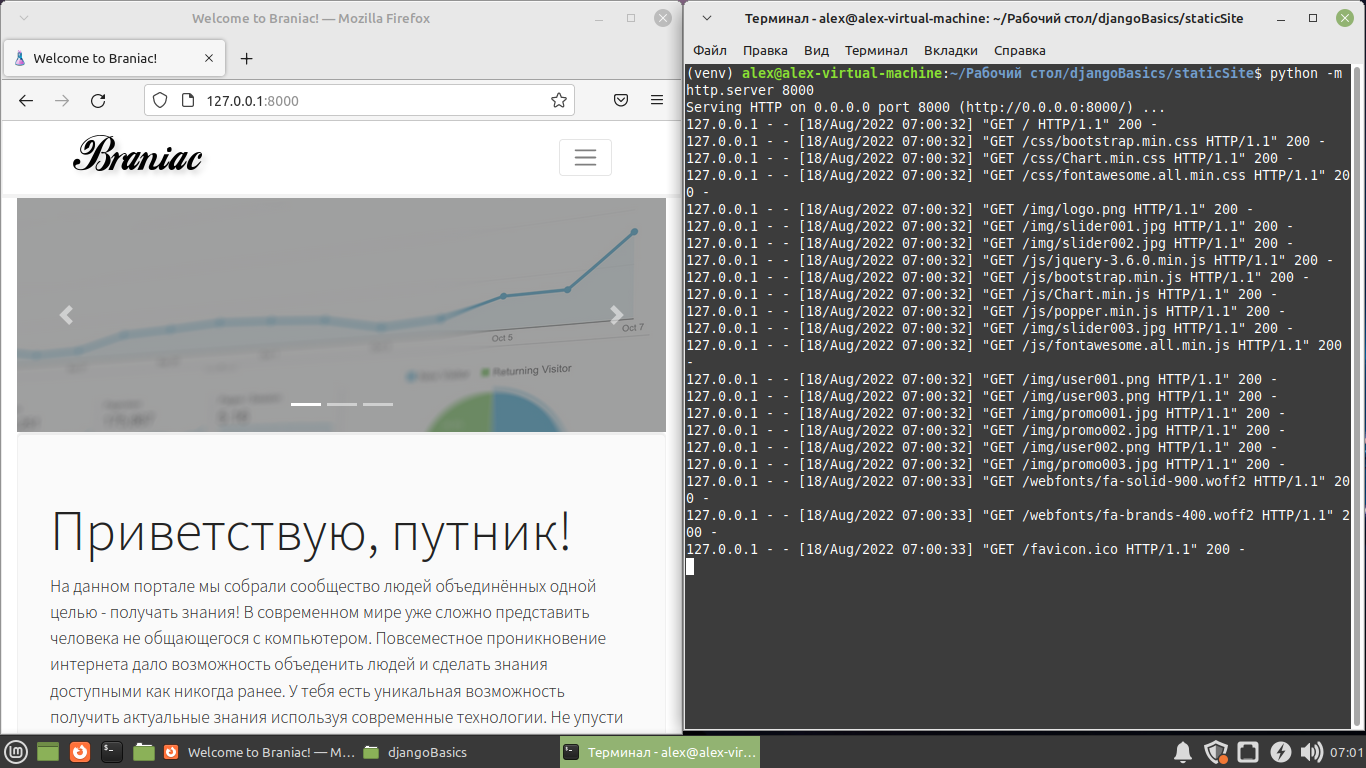 Welcome to Braniac! — Mozilla Firefox
Welcome to Braniac!
127.0.0.1:8000
Braniac
Oct 5
Oct 7
Returning Visitor
Приветствую, путник!
На данном портале мы собрали сообщество людей объединённых одной
целью - получать знания! В современном мире уже сложно представить
человека не общающегося с компьютером. Повсеместное проникновение
интернета дало возможность объеденить людей и сделать знания
доступными как никогда ранее. У тебя есть уникальная возможность
получить актуальные знания используя современные технологии. Не упусти
Терминал - alex@alex-virtual-machine: ~/Рабочий стол/djangoBasics/staticSite
Файл Правка Вид Терминал Вкладки Справка
(venv) alex@alex-virtual-machine:~/Рабочий стол/djangoBasics/staticSite$ python -m
http.server 8000
Serving HTTP on 0.0.0.0 port 8000 (http://0.0.0.0:8000/) ...
127.0.0.1 - - [18/Aug/2022 07:00:32] "GET / HTTP/1.1" 200 -
127.0.0.1 - - [18/Aug/2022 07:00:32] "GET /css/bootstrap.min.css HTTP/1.1" 200 -
127.0.0.1 - - [18/Aug/2022 07:00:32] "GET /css/Chart.min.css HTTP/1.1" 200 -
127.0.0.1 - - [18/Aug/2022 07:00:32] "GET /css/fontawesome.all.min.css HTTP/1.1" 20
0 -
127.0.0.1 - - [18/Aug/2022 07:00:32] "GET /img/logo.png HTTP/1.1" 200 -
127.0.0.1 - - [18/Aug/2022 07:00:32] "GET /img/slider001.jpg HTTP/1.1" 200 -
127.0.0.1 - - [18/Aug/2022 07:00:32] "GET /img/slider002.jpg HTTP/1.1" 200 -
127.0.0.1 - - [18/Aug/2022 07:00:32] "GET /js/jquery-3.6.0.min.js HTTP/1.1" 200 -
127.0.0.1 - - [18/Aug/2022 07:00:32] "GET /js/bootstrap.min.js HTTP/1.1" 200 -
127.0.0.1 - - [18/Aug/2022 07:00:32] "GET /js/Chart.min.js HTTP/1.1" 200 -
127.0.0.1 - - [18/Aug/2022 07:00:32] "GET /js/popper.min.js HTTP/1.1" 200 -
127.0.0.1 - - [18/Aug/2022 07:00:32] "GET /img/slider003.jpg HTTP/1.1" 200 -
127.0.0.1 - - [18/Aug/2022 07:00:32] "GET /js/fontawesome.all.min.js HTTP/1.1" 200
-
127.0.0.1 - - [18/Aug/2022 07:00:32] "GET /img/user001.png HTTP/1.1" 200 -
127.0.0.1 - - [18/Aug/2022 07:00:32] "GET /img/user003.png HTTP/1.1" 200 -
127.0.0.1 - - [18/Aug/2022 07:00:32] "GET /img/promo001.jpg HTTP/1.1" 200 -
127.0.0.1 - - [18/Aug/2022 07:00:32] "GET /img/promo002.jpg HTTP/1.1" 200 -
127.0.0.1 - - [18/Aug/2022 07:00:32] "GET /img/user002.png HTTP/1.1" 200 -
127.0.0.1 - - [18/Aug/2022 07:00:32] "GET /img/promo003.jpg HTTP/1.1" 200 -
127.0.0.1 - - [18/Aug/2022 07:00:33] "GET /webfonts/fa-solid-900.woff2 HTTP/1.1" 20
0 -
127.0.0.1 - - [18/Aug/2022 07:00:33] "GET /webfonts/fa-brands-400.woff2 HTTP/1.1" 2
00 -
127.0.0.1 - - [18/Aug/2022 07:00:33] "GET /favicon.ico HTTP/1.1" 200 -
Welcome to Braniac! — M...
djangoBasics
Терминал - alex@alex-vir...
07:01